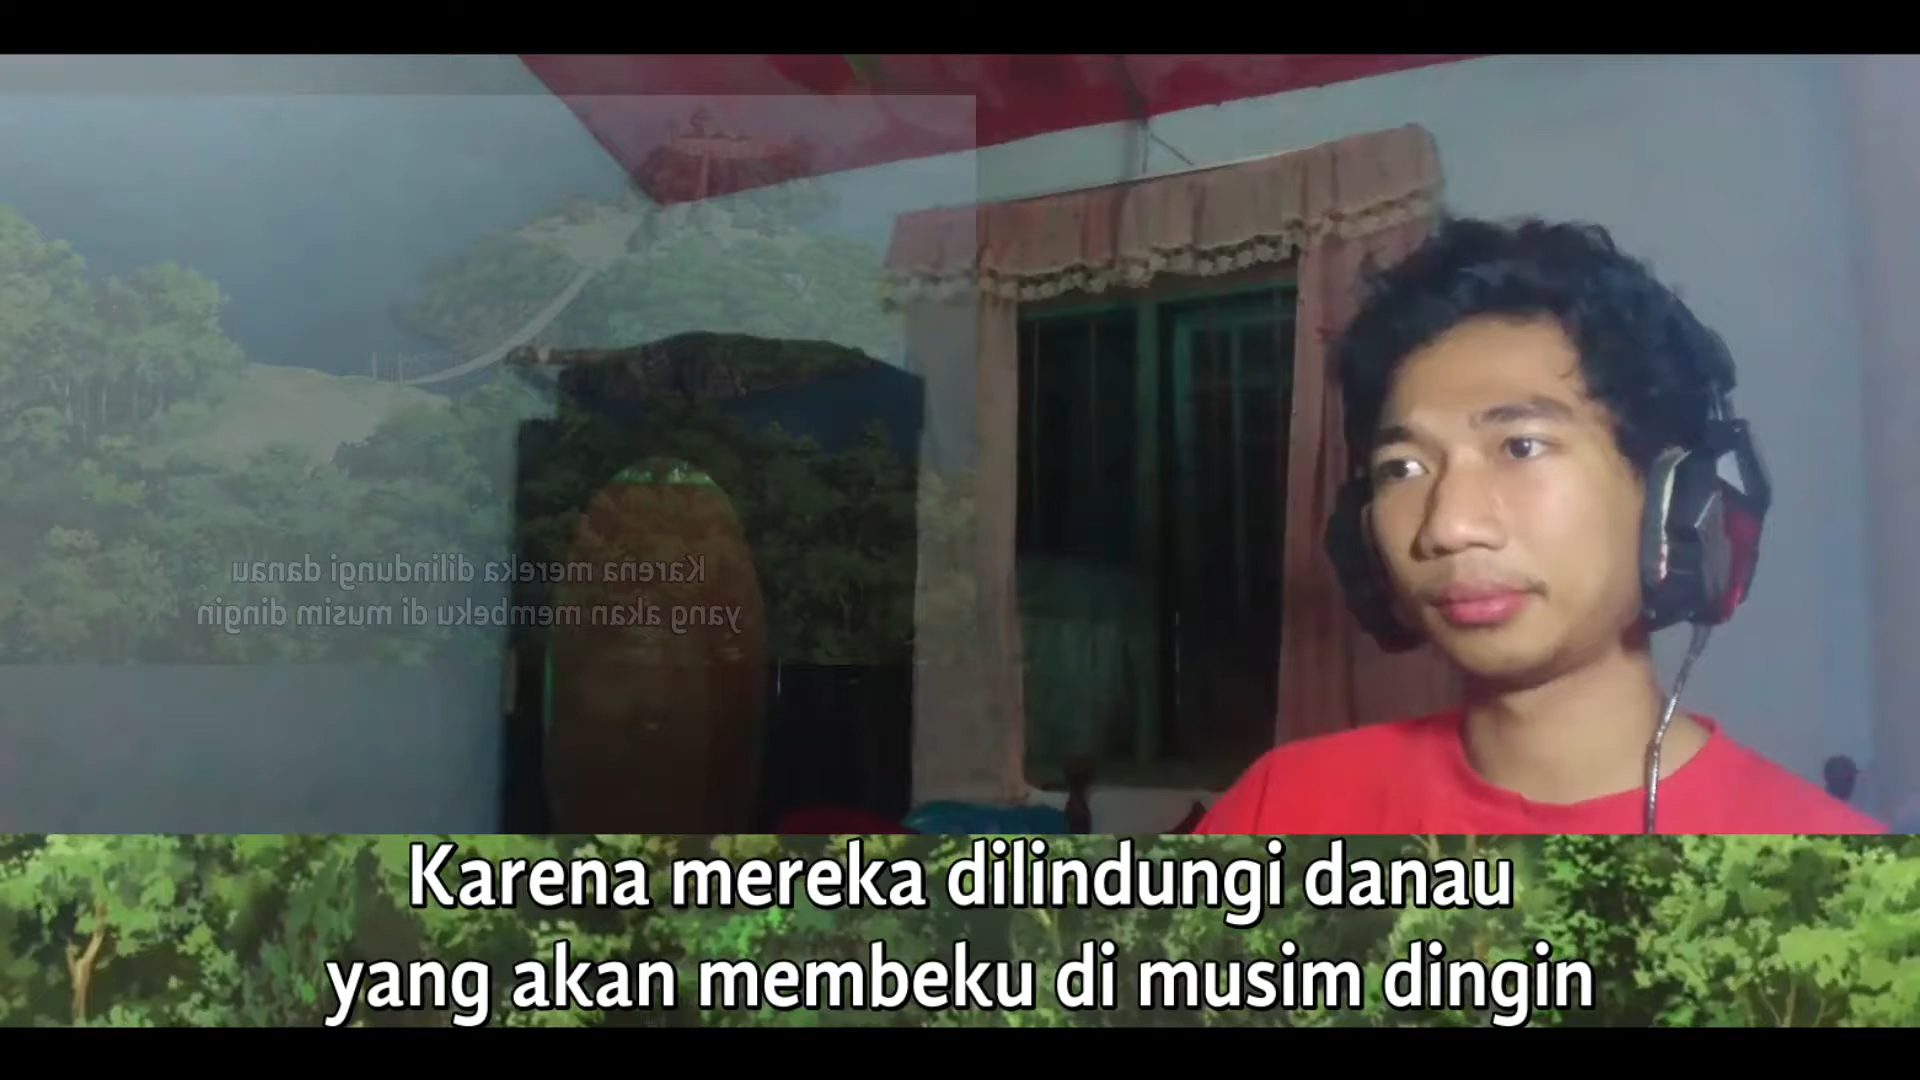 Karena mereka dilindungi danau
yang akan membeku di musim dingin
Karena mereka dilindungi danau
yang akan membeku di musim dingin